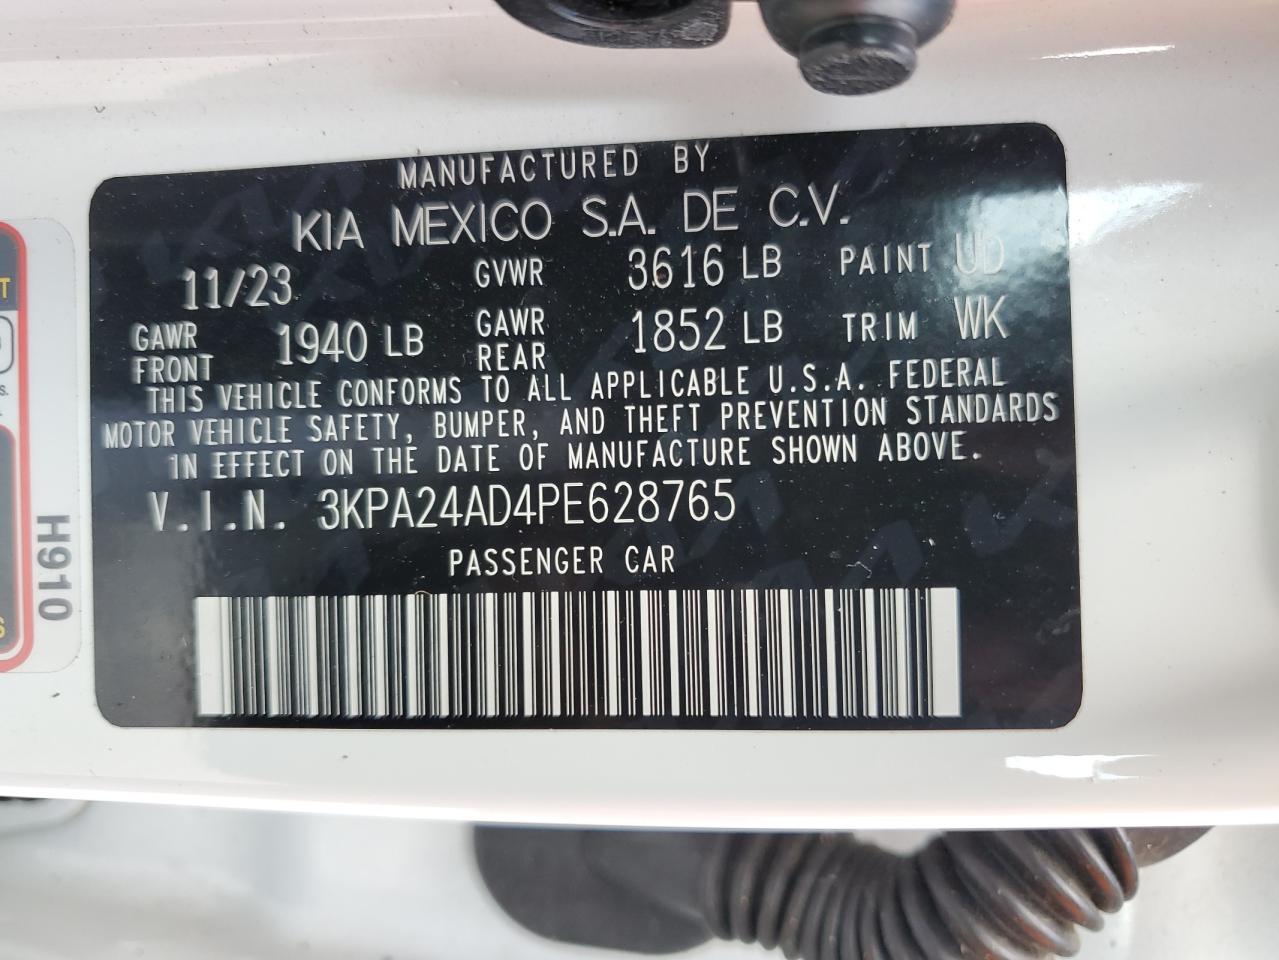 MANUFACTURED BY
KIA MEXICO S.A. DE C.V.
11/23 GVWR 3616 LB PAINT UD
GAWR FRONT 1940 LB GAWR REAR 1852 LB TRIM WK
THIS VEHICLE CONFORMS TO ALL APPLICABLE U.S.A. FEDERAL
MOTOR VEHICLE SAFETY, BUMPER, AND THEFT PREVENTION STANDARDS
IN EFFECT ON THE DATE OF MANUFACTURE SHOWN ABOVE.
V.I.N. 3KPA24AD4PE628765
PASSENGER CAR
H910